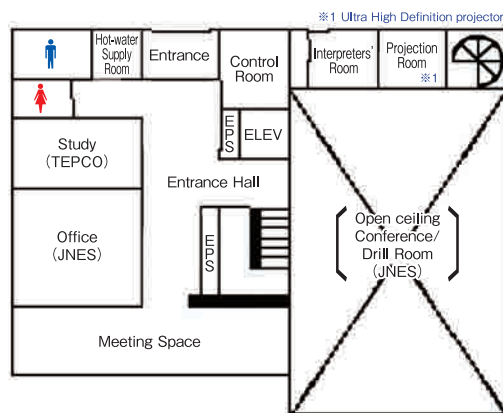 ※1 Ultra High Definition projector
Hot-water
Supply
Room
Entrance
Control
Room
Interpreters'
Room
Projection
Room
※1
EPS
ELEV
Study
(TEPCO)
Entrance Hall
Office
(JNES)
EPS
Open ceiling
Conference/
Drill Room
(JNES)
Meeting Space